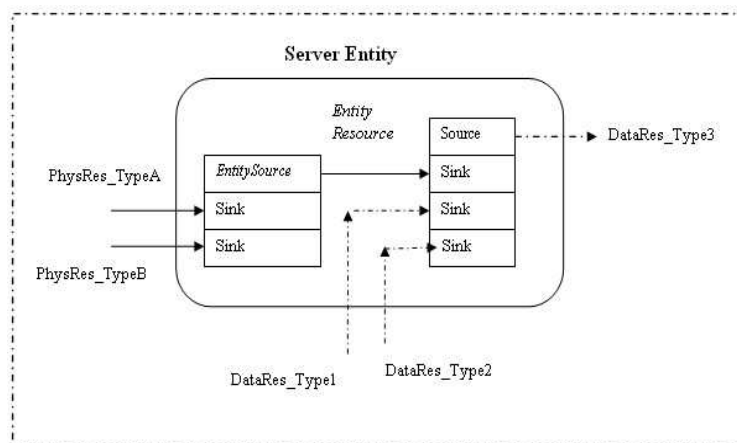 Server Entity
Entity
Resource
Source
DataRes_Type3
PhysRes_TypeA
EntitySource
Sink
Sink
Sink
Sink
Sink
PhysRes_TypeB
DataRes_Type1
DataRes_Type2